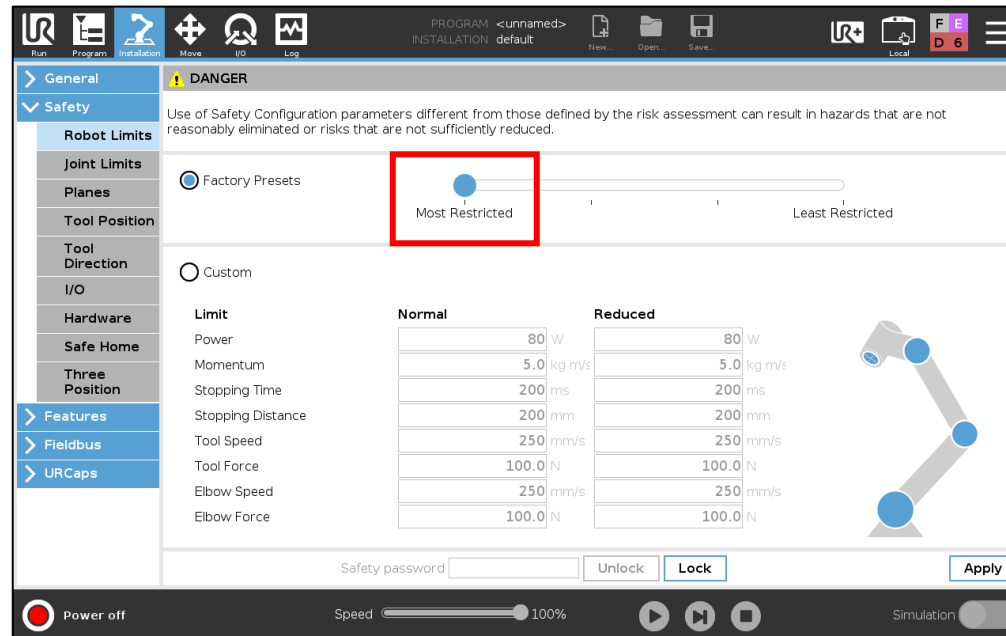 PROGRAM <unnamed>
INSTALLATION default
Run Program Installation Move I/O Log New... Open... Save... UR+ Local
F E
D 6
General
Safety
Robot Limits
Joint Limits
Planes
Tool Position
Tool
Direction
I/O
Hardware
Safe Home
Three
Position
Features
Fieldbus
URCaps
DANGER
Use of Safety Configuration parameters different from those defined by the risk assessment can result in hazards that are not
reasonably eliminated or risks that are not sufficiently reduced.
Factory Presets
Most Restricted Least Restricted
Custom
Limit Normal Reduced
Power 80 W 80 W
Momentum 5.0 kg m/s 5.0 kg m/s
Stopping Time 200 ms 200 ms
Stopping Distance 200 mm 200 mm
Tool Speed 250 mm/s 250 mm/s
Tool Force 100.0 N 100.0 N
Elbow Speed 250 mm/s 250 mm/s
Elbow Force 100.0 N 100.0 N
Safety password Unlock Lock Apply
Power off Speed 100% Simulation